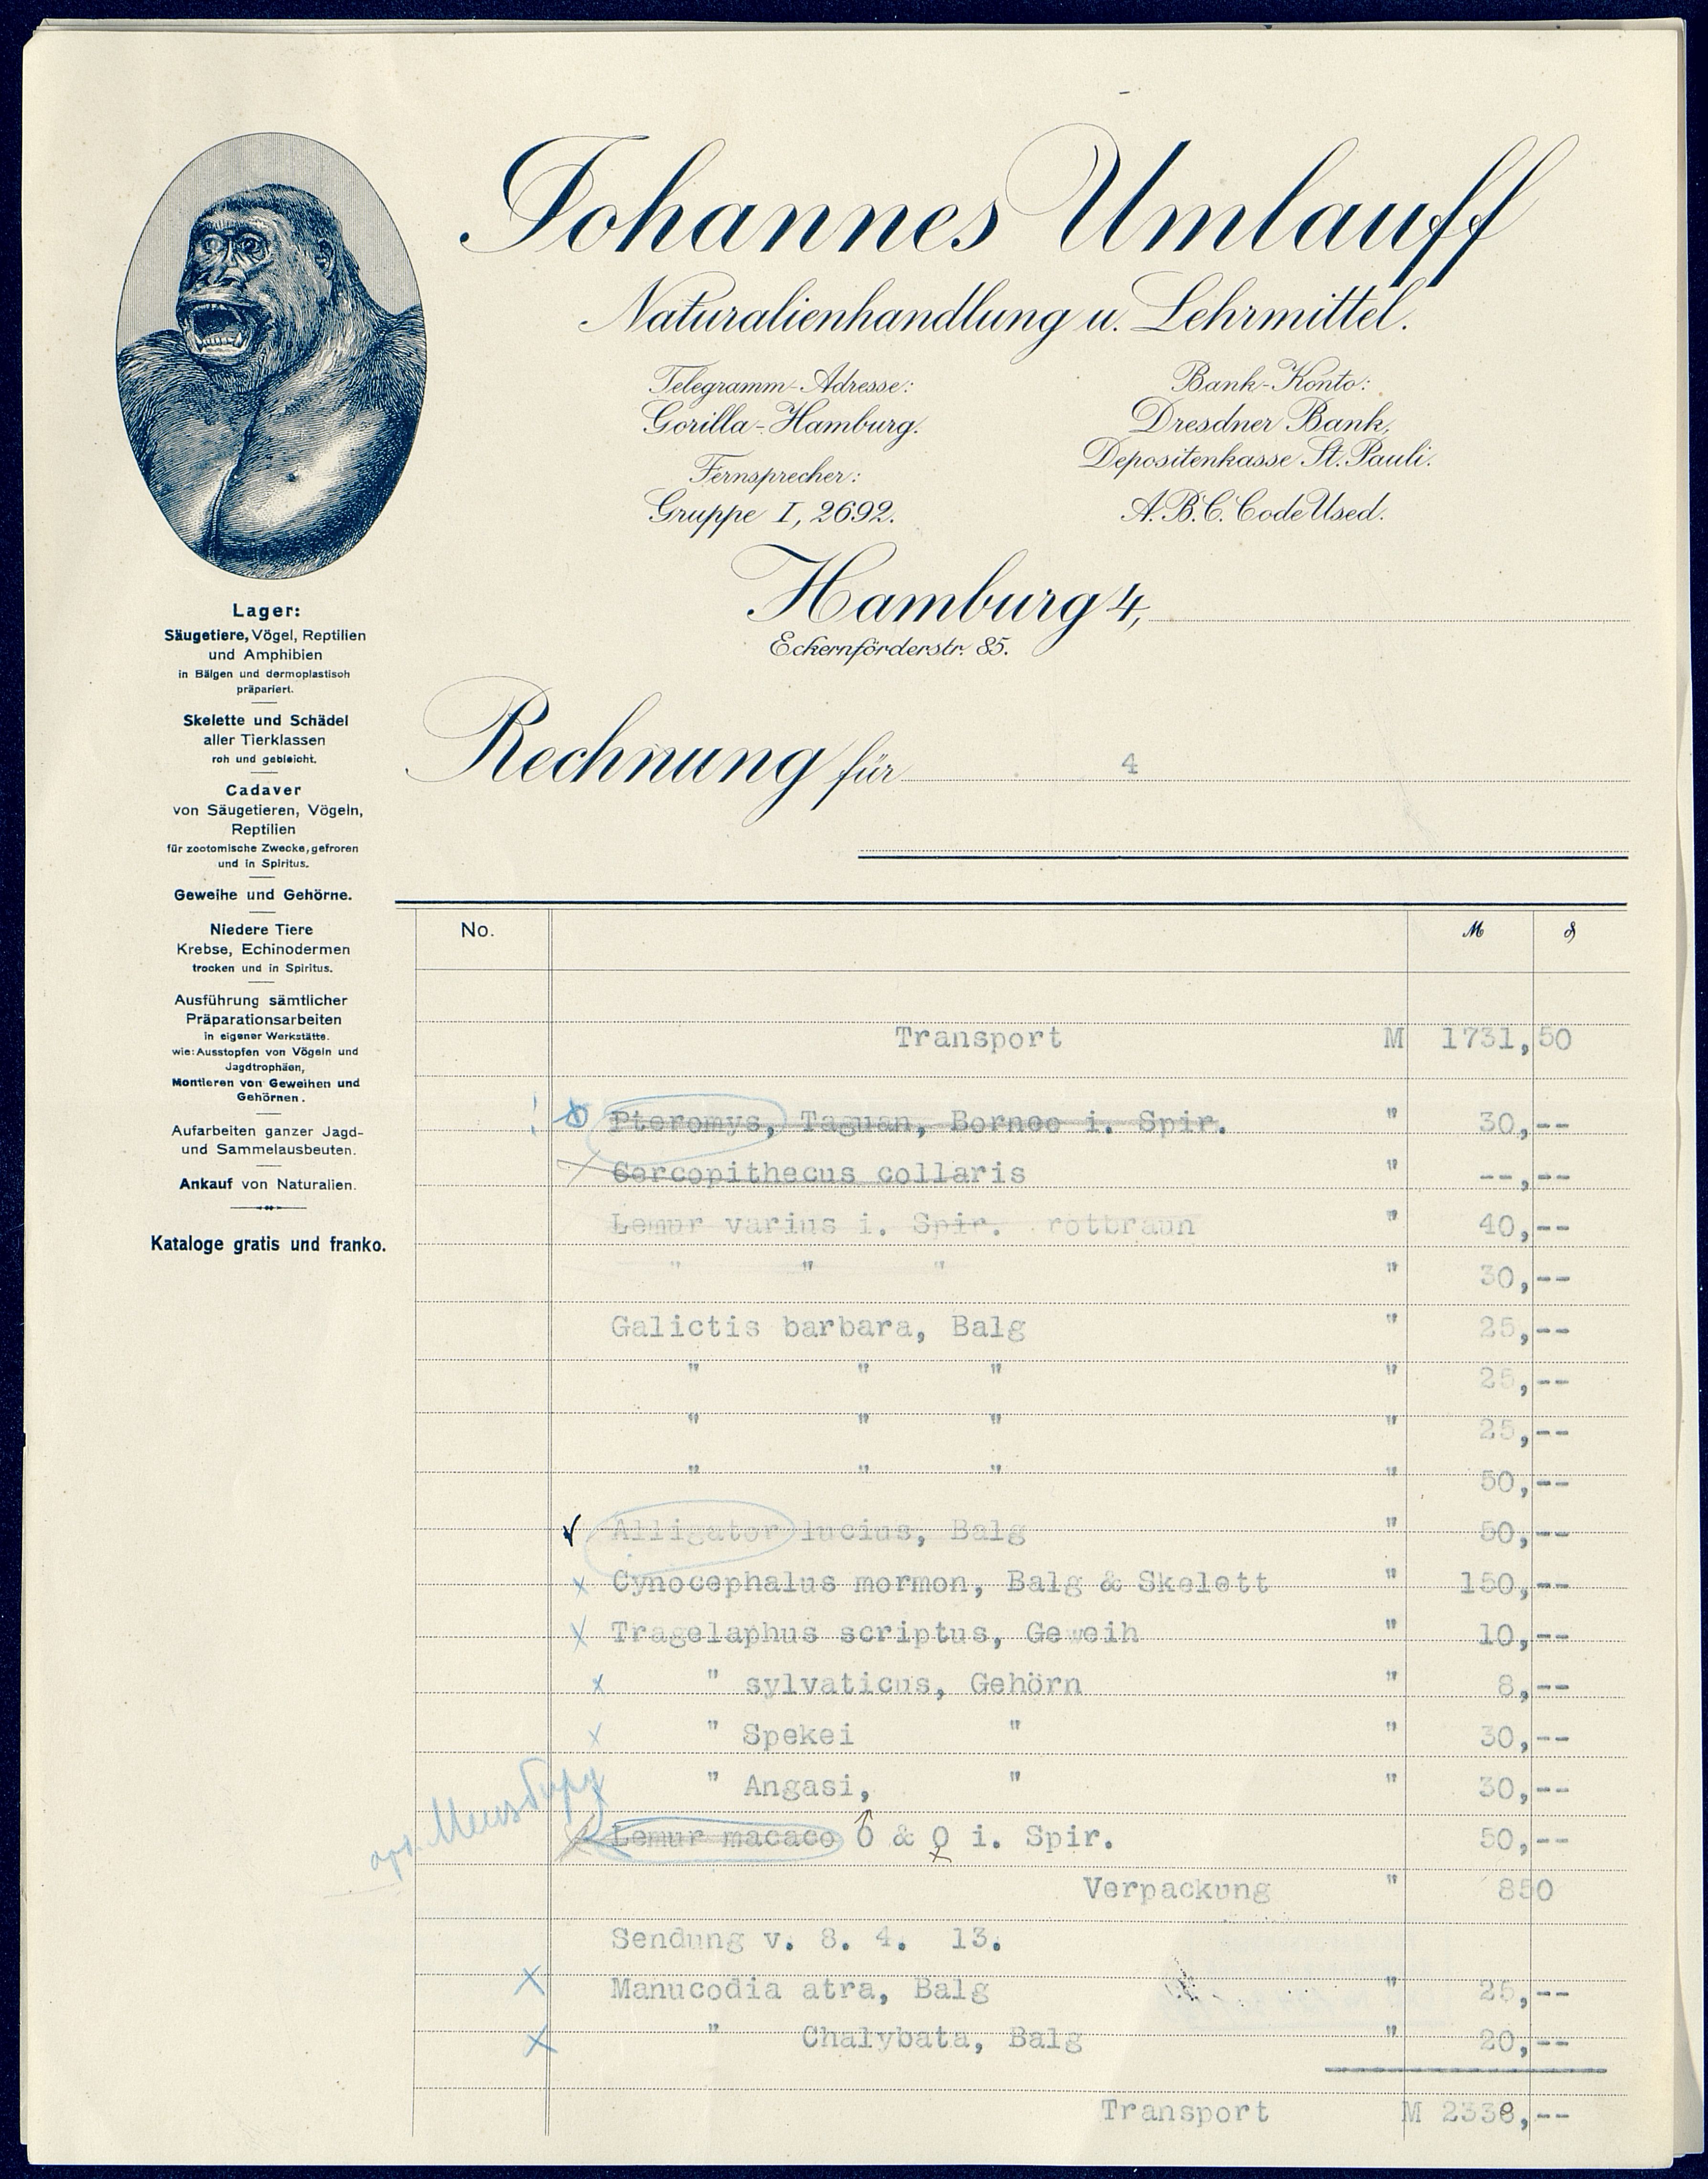 Johannes Umlauff
Naturalienhandlung u. Lehrmittel.
Telegramm-Adresse:
Gorilla-Hamburg.
Fernsprecher:
Gruppe I, 2692.
Bank-Konto:
Dresdner Bank,
Depositenkasse St. Pauli.
A.B.C. Code Used.
Hamburg 4,
Eckernförderstr. 85.
Lager:
Säugetiere, Vögel, Reptilien
und Amphibien
in Bälgen und dermoplastisch
präpariert.
Skelette und Schädel
aller Tierklassen
roh und gebleicht.
Cadaver
von Säugetieren, Vögeln,
Reptilien
für zootomische Zwecke, gefroren
und in Spiritus.
Geweihe und Gehörne.
Niedere Tiere
Krebse, Echinodermen
trocken und in Spiritus.
Ausführung sämtlicher
Präparationsarbeiten
in eigener Werkstätte.
wie: Ausstopfen von Vögeln und
Jagdtrophäen,
Montieren von Geweihen und
Gehörnen.
Aufarbeiten ganzer Jagd-
und Sammelausbeuten.
Ankauf von Naturalien.
Kataloge gratis und franko.
Rechnung für 4
No. M ₰
Transport M 1731,50
! Pteromys, Taguan, Borneo i. Spir. " 30,--
Cercopithecus collaris " --,--
Lemur varius i. Spir. rotbraun " 40,--
" " " " 30,--
Galictis barbara, Balg " 25,--
" " " " 25,--
" " " " 25,--
" " " " 50,--
Alligator lucius, Balg " 50,--
x Cynocephalus mormon, Balg & Skelett " 150,--
x Tragelaphus scriptus, Geweih " 10,--
x " sylvaticus, Gehörn " 8,--
x " Spekei " " 30,--
x " Angasi, " " 30,--
Lemur macaco ♂ & ♀ i. Spir. " 50,--
Verpackung " 850
Sendung v. 8. 4. 13.
x Manucodia atra, Balg " 25,--
x " Chalybata, Balg " 20,--
Transport M 2338,--